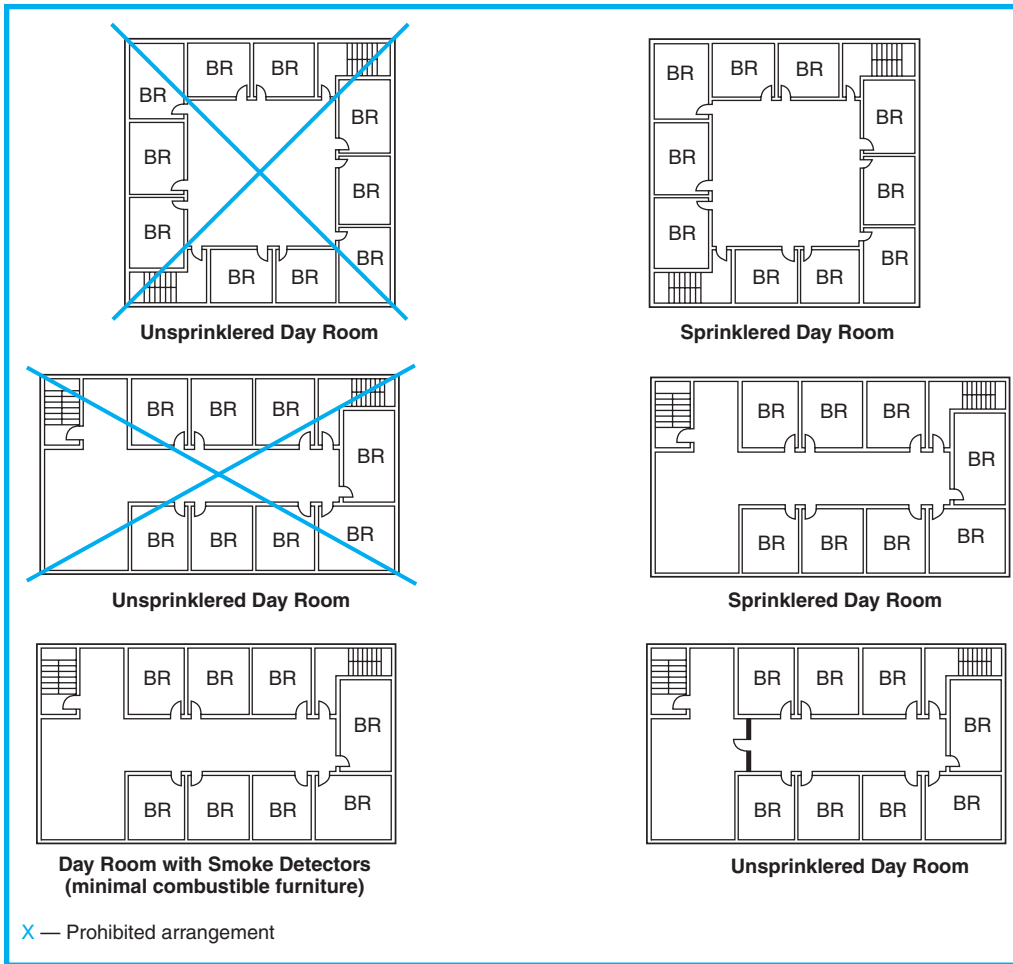 BR BR
BR
BR
BR
BR
BR
BR
BR BR
Unsprinklered Day Room
BR BR
BR
BR
BR
BR
BR
BR
BR BR
Sprinklered Day Room
BR BR BR
BR
BR BR BR BR
Unsprinklered Day Room
BR BR BR
BR
BR BR BR BR
Sprinklered Day Room
BR BR BR
BR
BR BR BR BR
Day Room with Smoke Detectors
(minimal combustible furniture)
BR BR BR
BR
BR BR BR BR
Unsprinklered Day Room
X — Prohibited arrangement